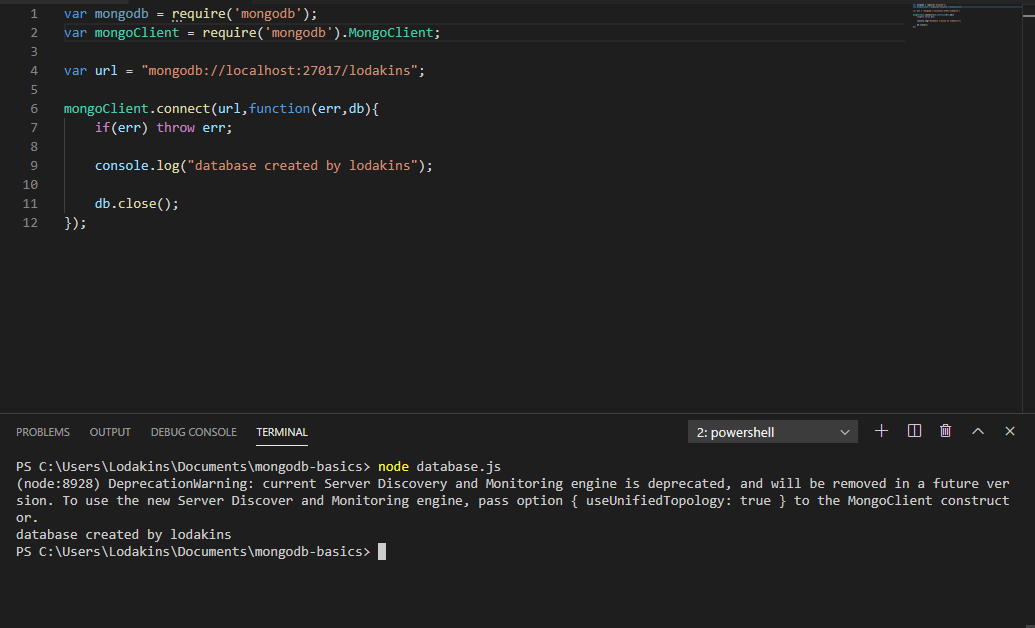 1 var mongodb = require('mongodb');
2 var mongoClient = require('mongodb').MongoClient;
3
4 var url = "mongodb://localhost:27017/lodakins";
5
6 mongoClient.connect(url,function(err,db){
7 if(err) throw err;
8
9 console.log("database created by lodakins");
10
11 db.close();
12 });
PROBLEMS OUTPUT DEBUG CONSOLE TERMINAL 2: powershell
PS C:\Users\Lodakins\Documents\mongodb-basics> node database.js
(node:8928) DeprecationWarning: current Server Discovery and Monitoring engine is deprecated, and will be removed in a future ver
sion. To use the new Server Discover and Monitoring engine, pass option { useUnifiedTopology: true } to the MongoClient construct
or.
database created by lodakins
PS C:\Users\Lodakins\Documents\mongodb-basics>